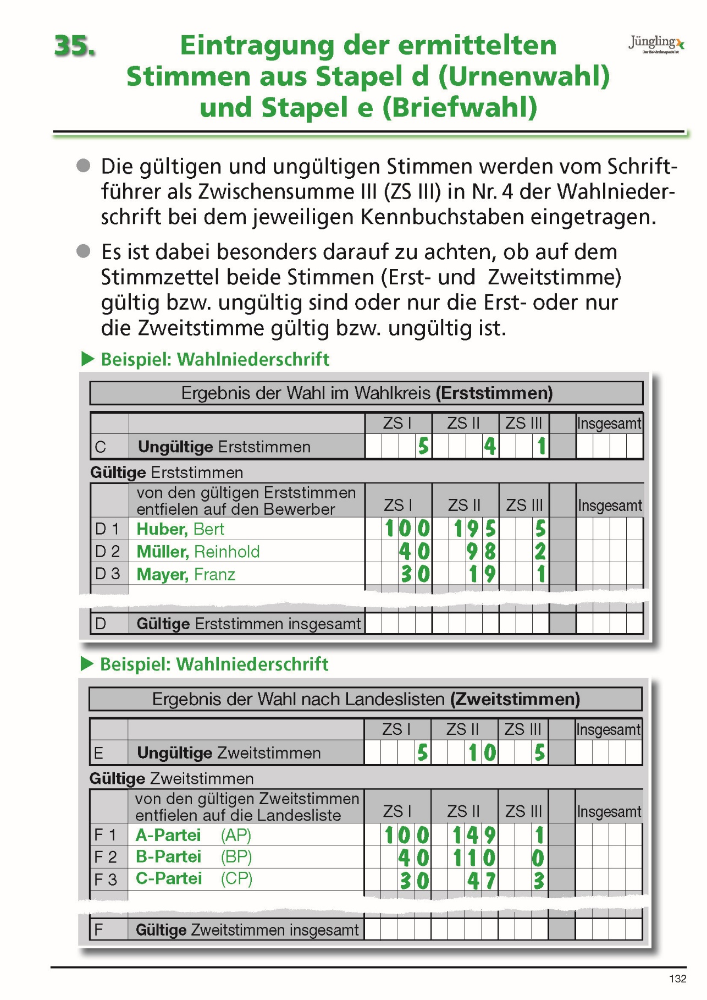 35.
Eintragung der ermittelten
Stimmen aus Stapel d (Urnenwahl)
und Stapel e (Briefwahl)
Jüngling
Der Behördenspezialist
● Die gültigen und ungültigen Stimmen werden vom Schrift-
führer als Zwischensumme III (ZS III) in Nr. 4 der Wahlnieder-
schrift bei dem jeweiligen Kennbuchstaben eingetragen.
● Es ist dabei besonders darauf zu achten, ob auf dem
Stimmzettel beide Stimmen (Erst- und Zweitstimme)
gültig bzw. ungültig sind oder nur die Erst- oder nur
die Zweitstimme gültig bzw. ungültig ist.
▶ Beispiel: Wahlniederschrift
Ergebnis der Wahl im Wahlkreis (Erststimmen)
ZS I ZS II ZS III Insgesamt
C Ungültige Erststimmen 5 4 1
Gültige Erststimmen
von den gültigen Erststimmen
entfielen auf den Bewerber ZS I ZS II ZS III Insgesamt
D 1 Huber, Bert 100 195 5
D 2 Müller, Reinhold 40 98 2
D 3 Mayer, Franz 30 19 1
D Gültige Erststimmen insgesamt
▶ Beispiel: Wahlniederschrift
Ergebnis der Wahl nach Landeslisten (Zweitstimmen)
ZS I ZS II ZS III Insgesamt
E Ungültige Zweitstimmen 5 10 5
Gültige Zweitstimmen
von den gültigen Zweitstimmen
entfielen auf die Landesliste ZS I ZS II ZS III Insgesamt
F 1 A-Partei (AP) 100 149 1
F 2 B-Partei (BP) 40 110 0
F 3 C-Partei (CP) 30 47 3
F Gültige Zweitstimmen insgesamt
132